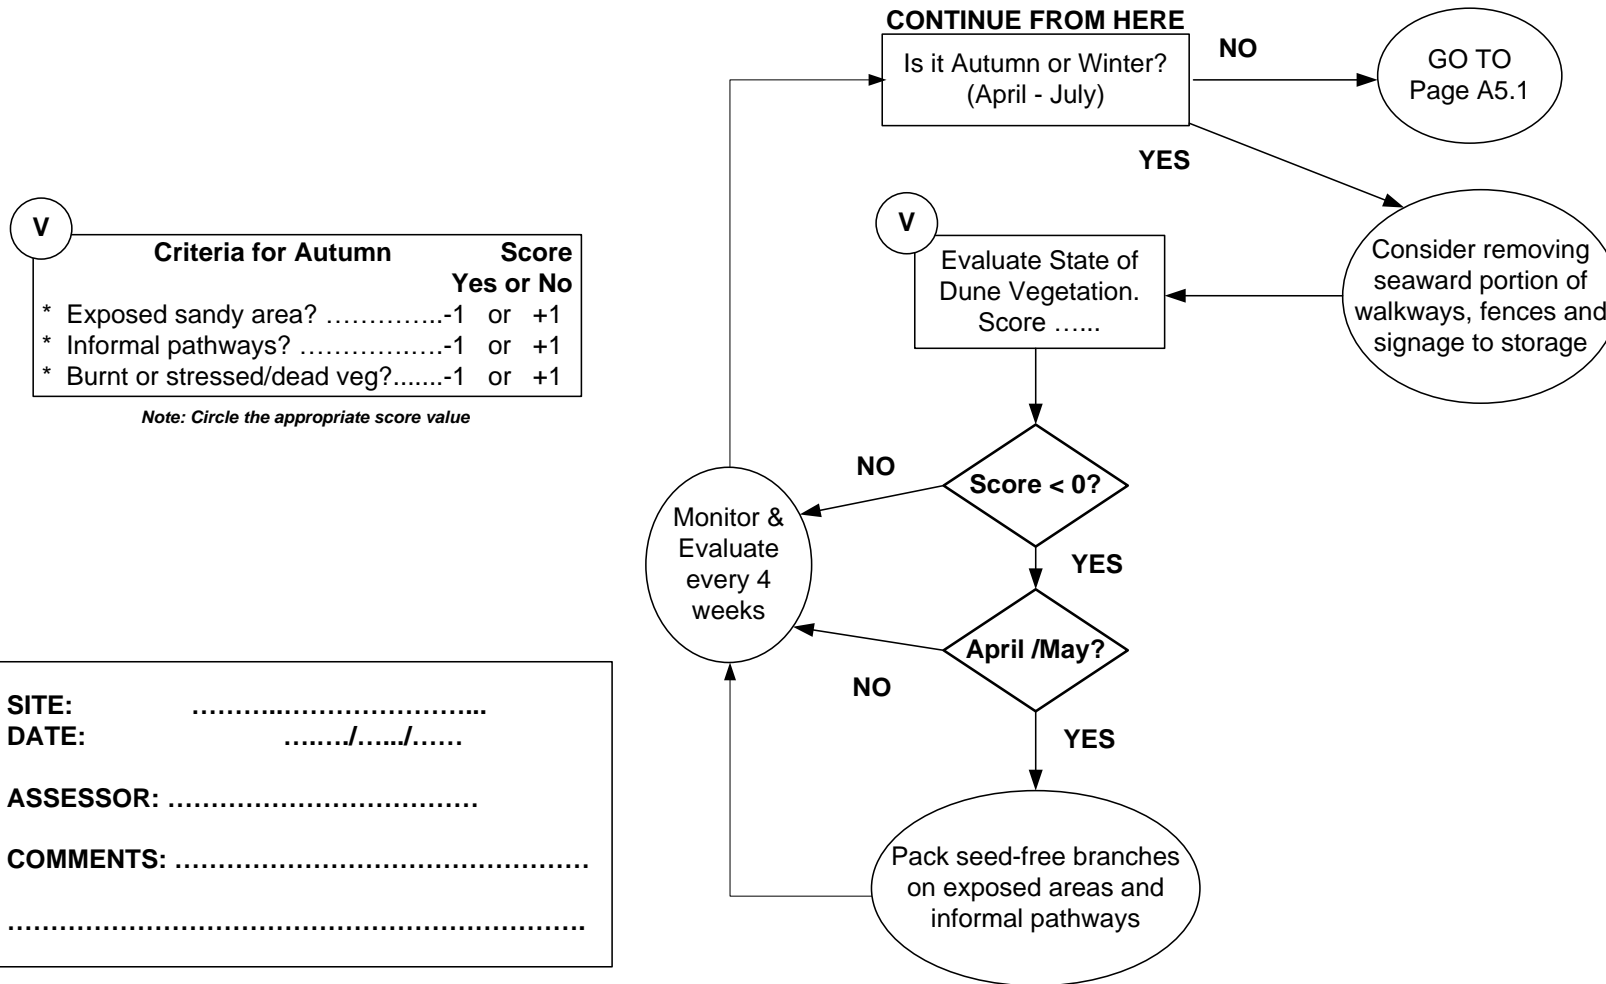 CONTINUE FROM HERE
Is it Autumn or Winter?
(April - July)
NO
GO TO
Page A5.1
YES
V
Criteria for Autumn Score
Yes or No
* Exposed sandy area? …………..-1 or +1
* Informal pathways? ………………-1 or +1
* Burnt or stressed/dead veg?.......-1 or +1
Note: Circle the appropriate score value
V
Evaluate State of
Dune Vegetation.
Score …...
Consider removing
seaward portion of
walkways, fences and
signage to storage
Score < 0?
NO
YES
Monitor &
Evaluate
every 4
weeks
April /May?
NO
YES
Pack seed-free branches
on exposed areas and
informal pathways
SITE: ………..…………………...
DATE: …..…./….../……
ASSESSOR: ………………………………
COMMENTS: …………………………………………
………………………………………………………….